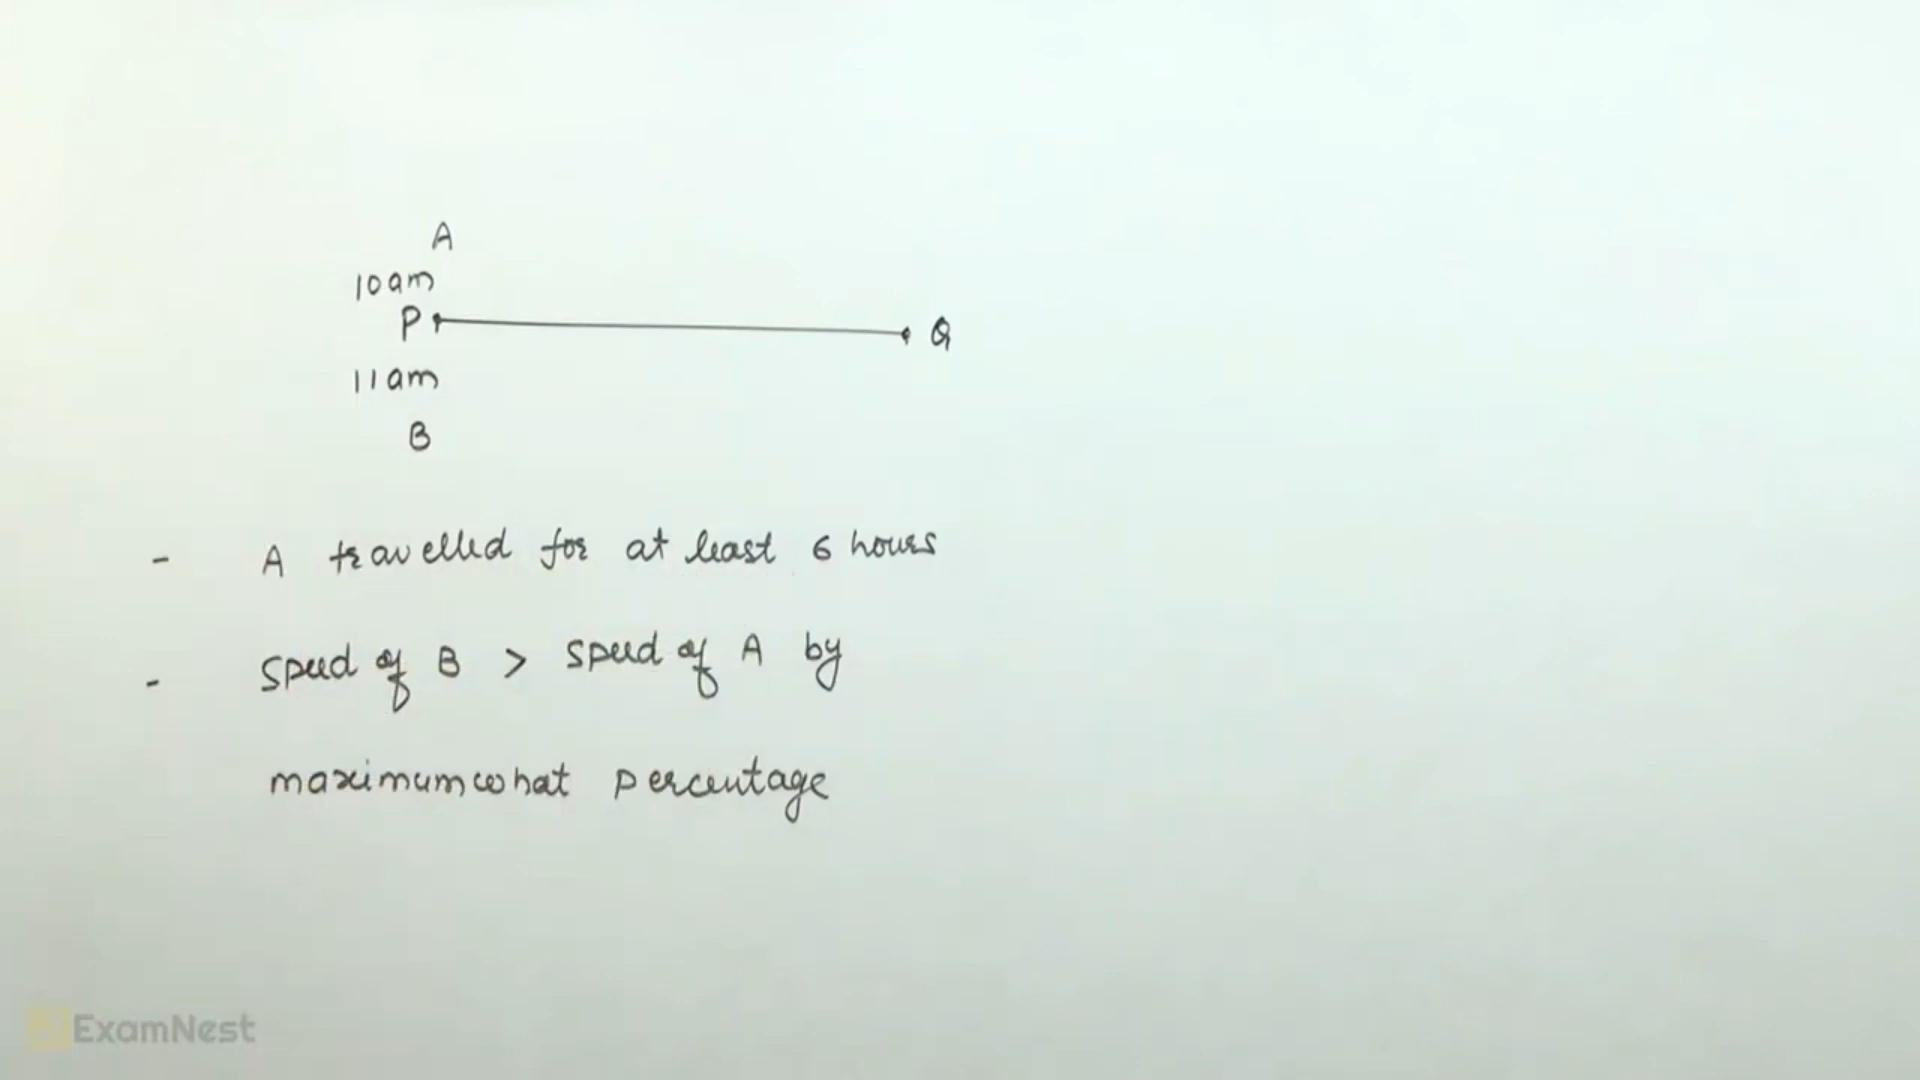 A
10am
P
Q
11am
B
- A travelled for at least 6 hours
- Speed of B > Speed of A by
maximum what percentage
ExamNest